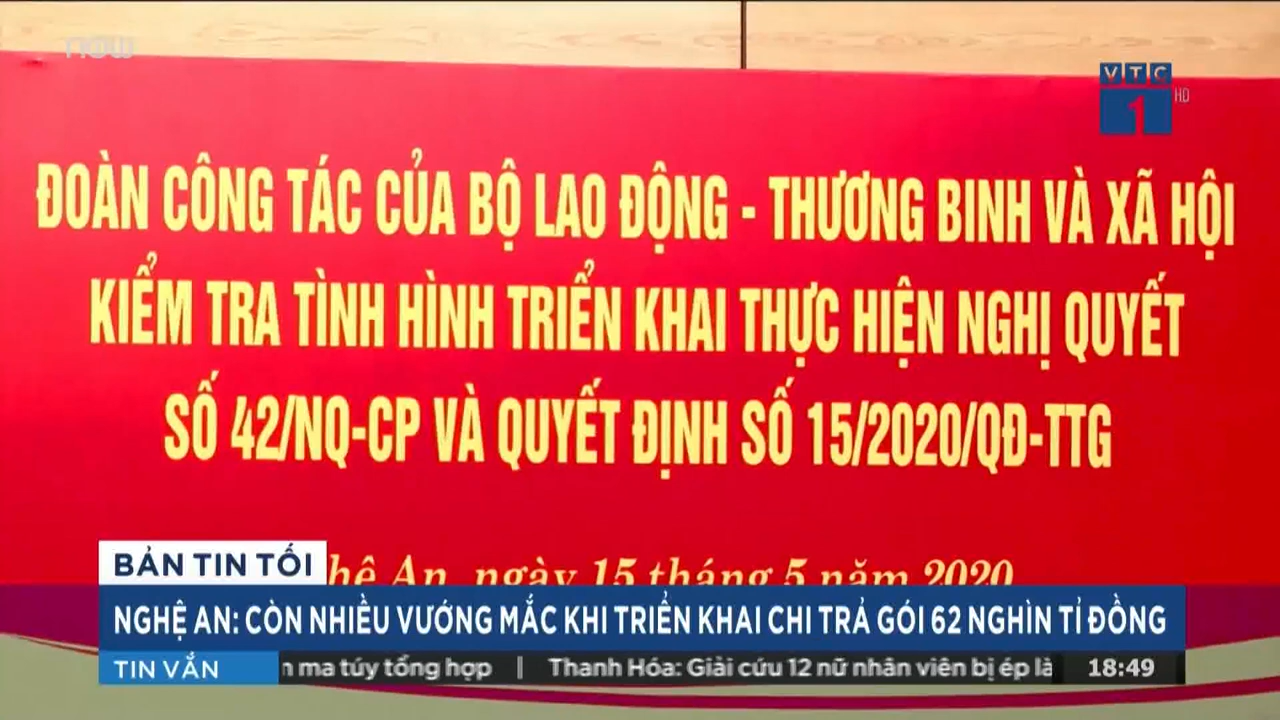 now
VTC
1
HD
ĐOÀN CÔNG TÁC CỦA BỘ LAO ĐỘNG - THƯƠNG BINH VÀ XÃ HỘI
KIỂM TRA TÌNH HÌNH TRIỂN KHAI THỰC HIỆN NGHỊ QUYẾT
SỐ 42/NQ-CP VÀ QUYẾT ĐỊNH SỐ 15/2020/QĐ-TTG
hệ An, ngày 15 tháng 5 năm 2020
BẢN TIN TỐI
NGHỆ AN: CÒN NHIỀU VƯỚNG MẮC KHI TRIỂN KHAI CHI TRẢ GÓI 62 NGHÌN TỈ ĐỒNG
TIN VẮN
n ma túy tổng hợp | Thanh Hóa: Giải cứu 12 nữ nhân viên bị ép là
18:49